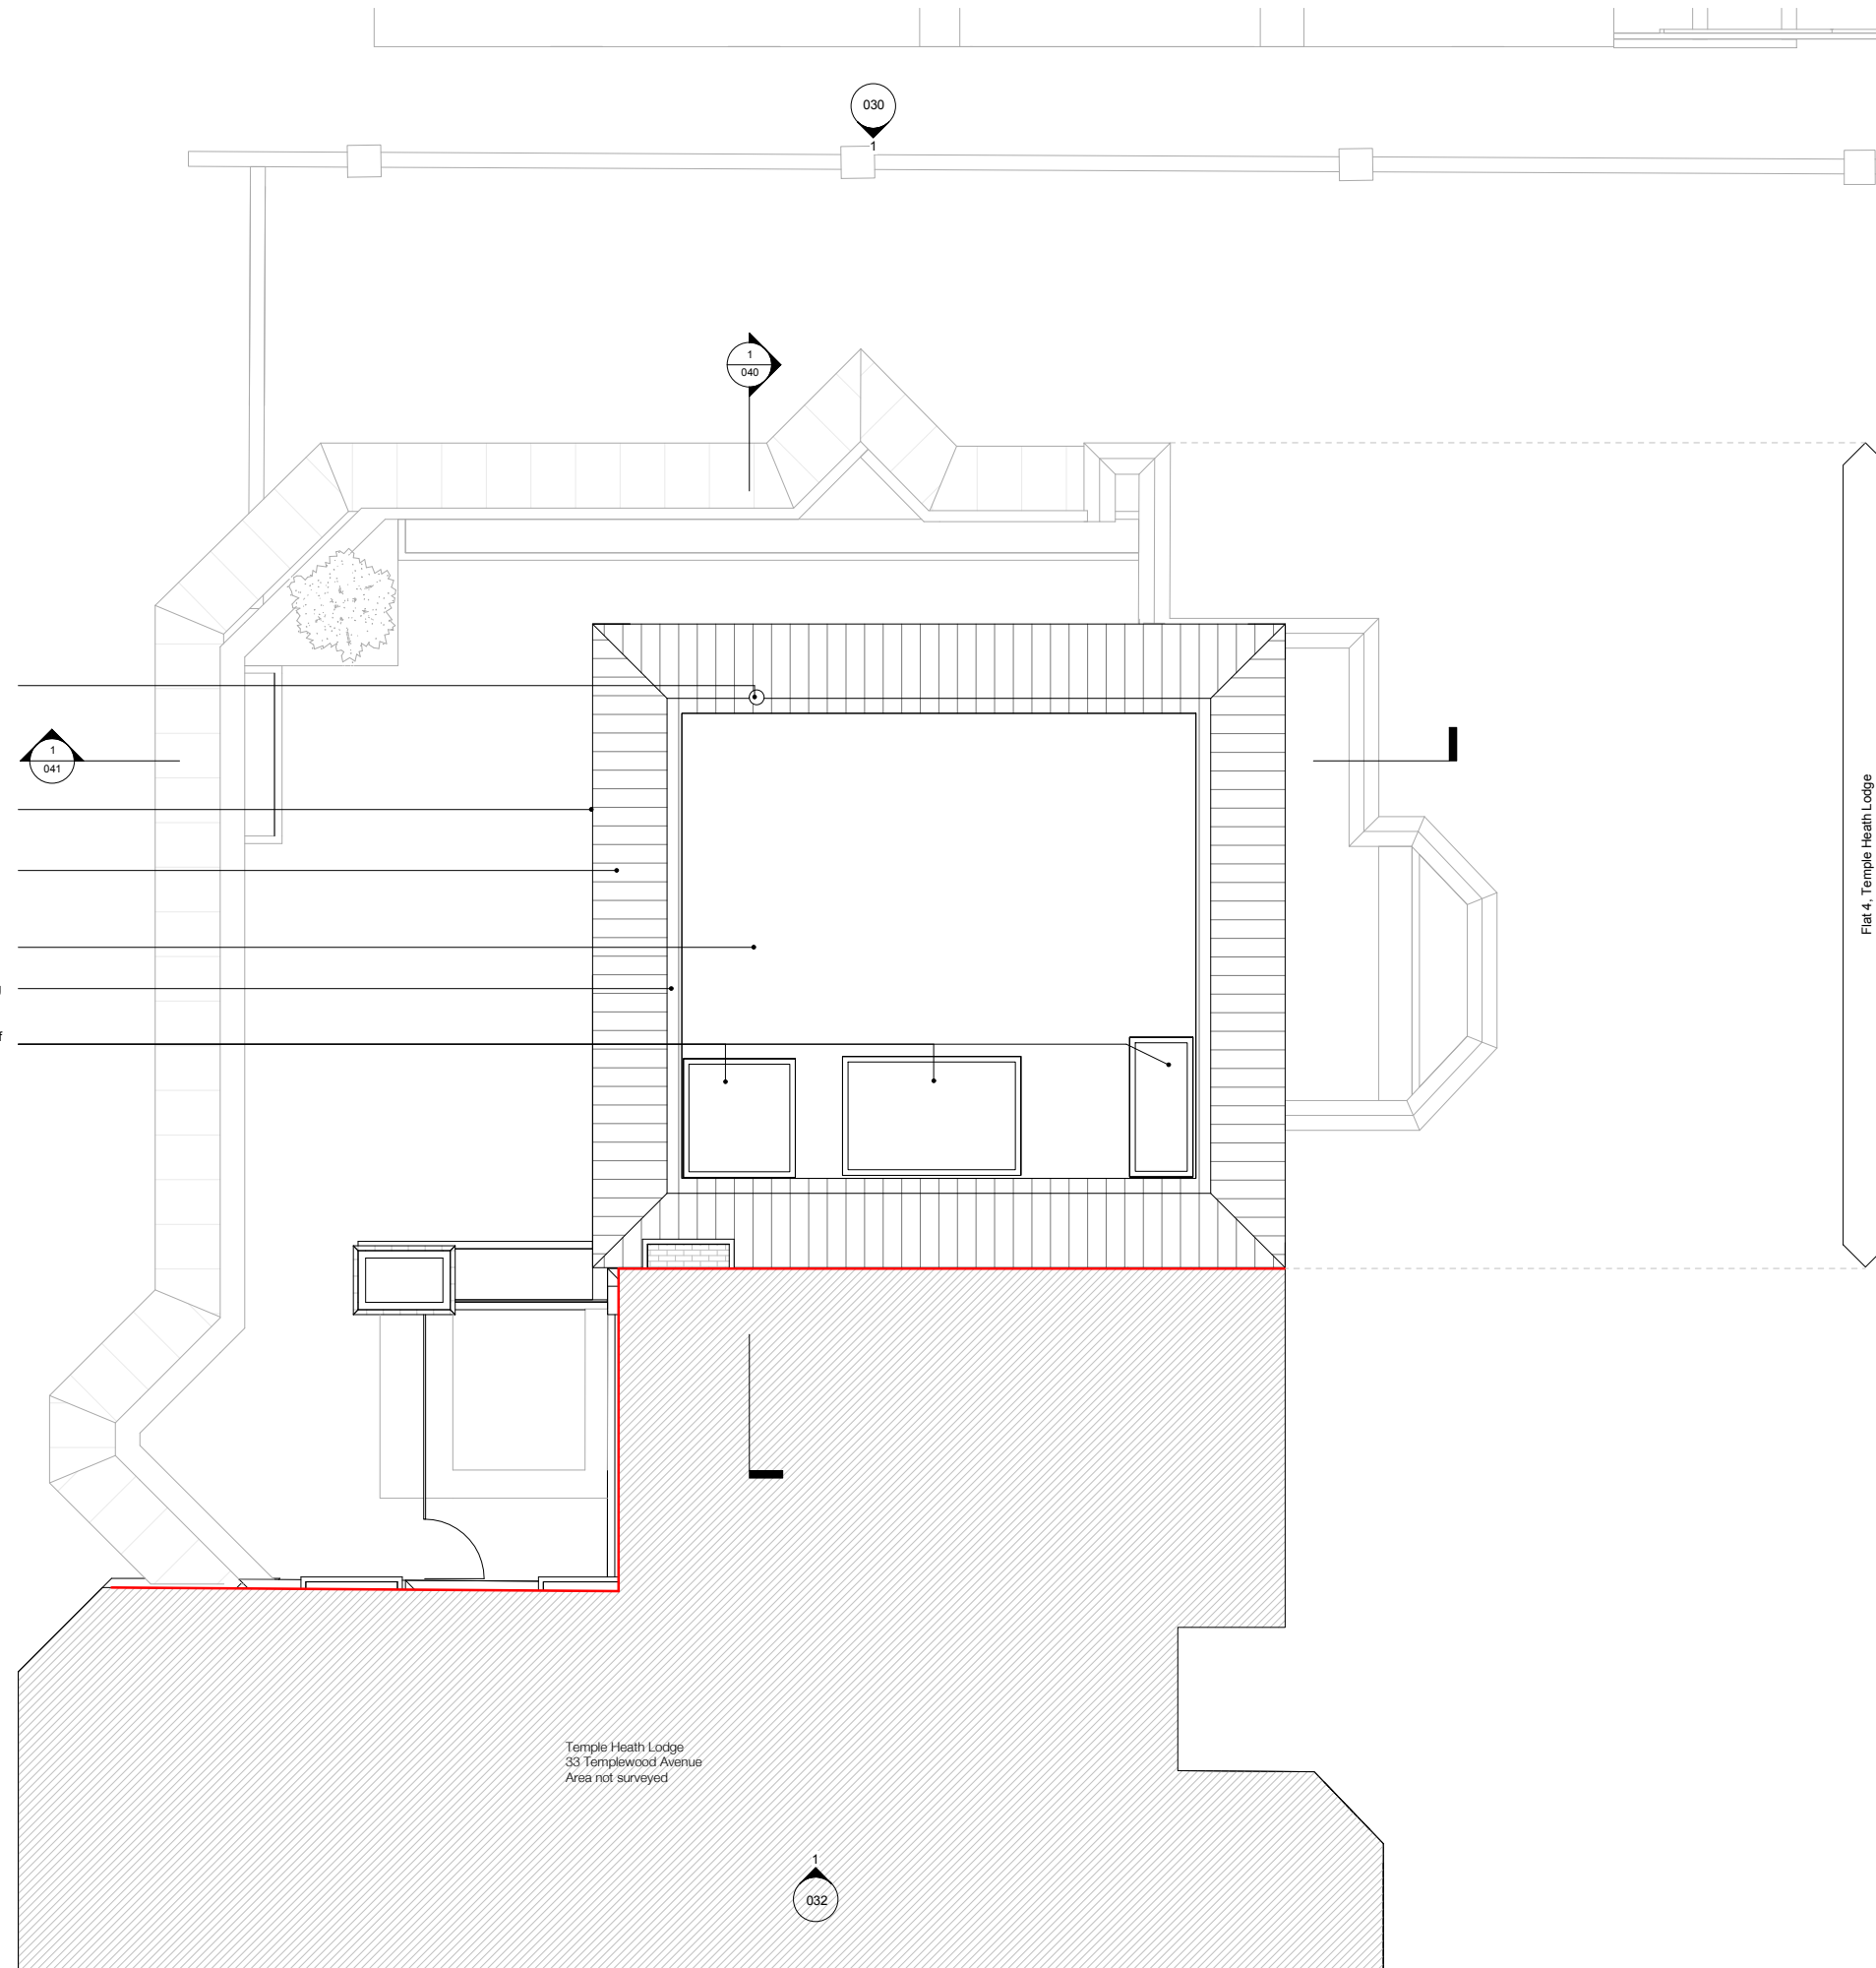 030
1
1
040
1
041
Flat 4, Temple Heath Lodge
Temple Heath Lodge
33 Templewood Avenue
Area not surveyed
1
032